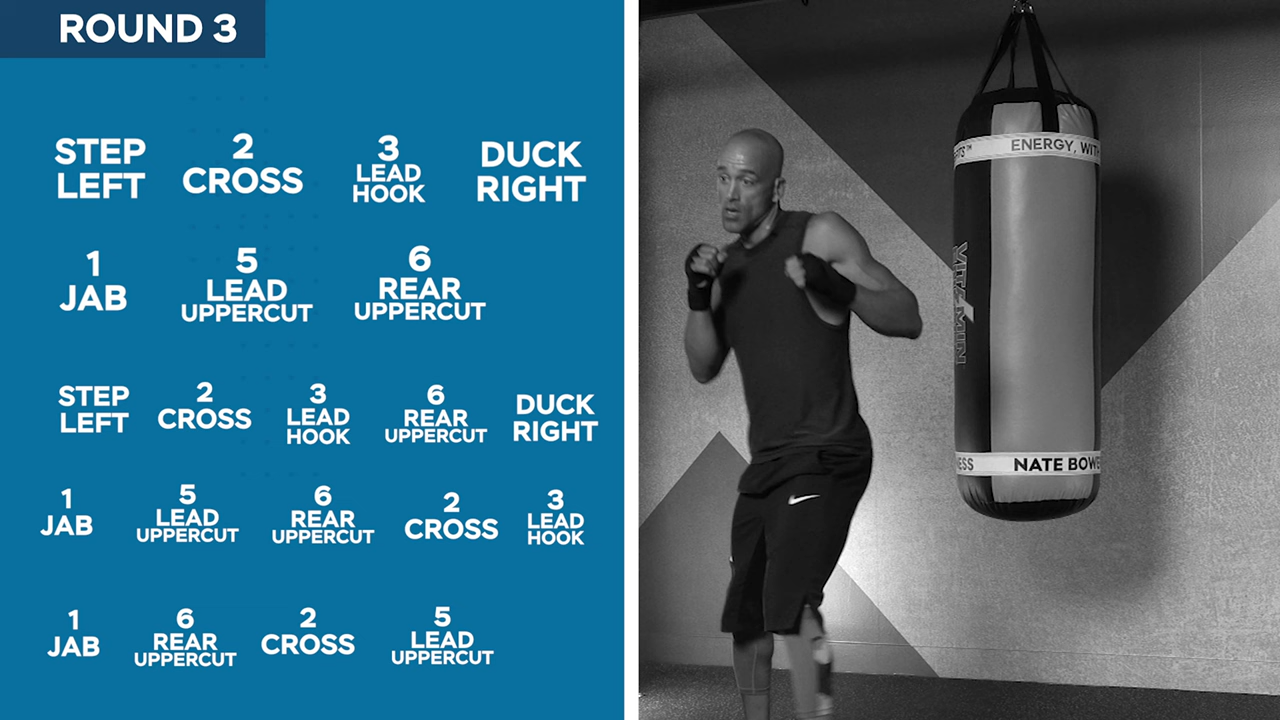 ROUND 3
STEP LEFT
2 CROSS
3 LEAD HOOK
DUCK RIGHT
1 JAB
5 LEAD UPPERCUT
6 REAR UPPERCUT
STEP LEFT
2 CROSS
3 LEAD HOOK
6 REAR UPPERCUT
DUCK RIGHT
1 JAB
5 LEAD UPPERCUT
6 REAR UPPERCUT
2 CROSS
3 LEAD HOOK
1 JAB
6 REAR UPPERCUT
2 CROSS
5 LEAD UPPERCUT
ENERGY, WITH
NATE BOWE